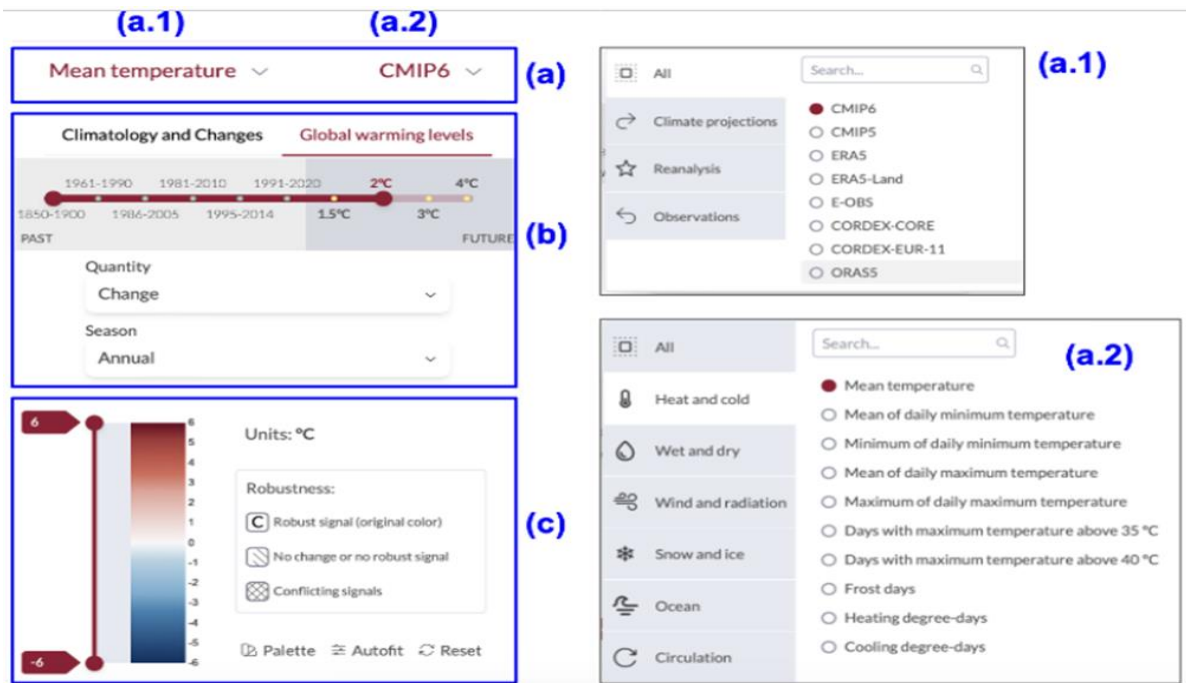 (a.1) (a.2)
Mean temperature CMIP6 (a)
Climatology and Changes Global warming levels
1961-1990 1981-2010 1991-2020 2°C 4°C
1850-1900 1986-2005 1995-2014 1.5°C 3°C
PAST FUTURE
(b)
Quantity
Change
Season
Annual
6
6
5
4
3
2
1
0
-1
-2
-3
-4
-5
-6
-6
Units: °C
Robustness:
C Robust signal (original color)
No change or no robust signal
Conflicting signals
Palette Autofit Reset
(c)
(a.1)
All
Climate projections
Reanalysis
Observations
Search...
CMIP6
CMIP5
ERA5
ERA5-Land
E-OBS
CORDEX-CORE
CORDEX-EUR-11
ORAS5
(a.2)
All
Heat and cold
Wet and dry
Wind and radiation
Snow and ice
Ocean
Circulation
Search...
Mean temperature
Mean of daily minimum temperature
Minimum of daily minimum temperature
Mean of daily maximum temperature
Maximum of daily maximum temperature
Days with maximum temperature above 35 °C
Days with maximum temperature above 40 °C
Frost days
Heating degree-days
Cooling degree-days